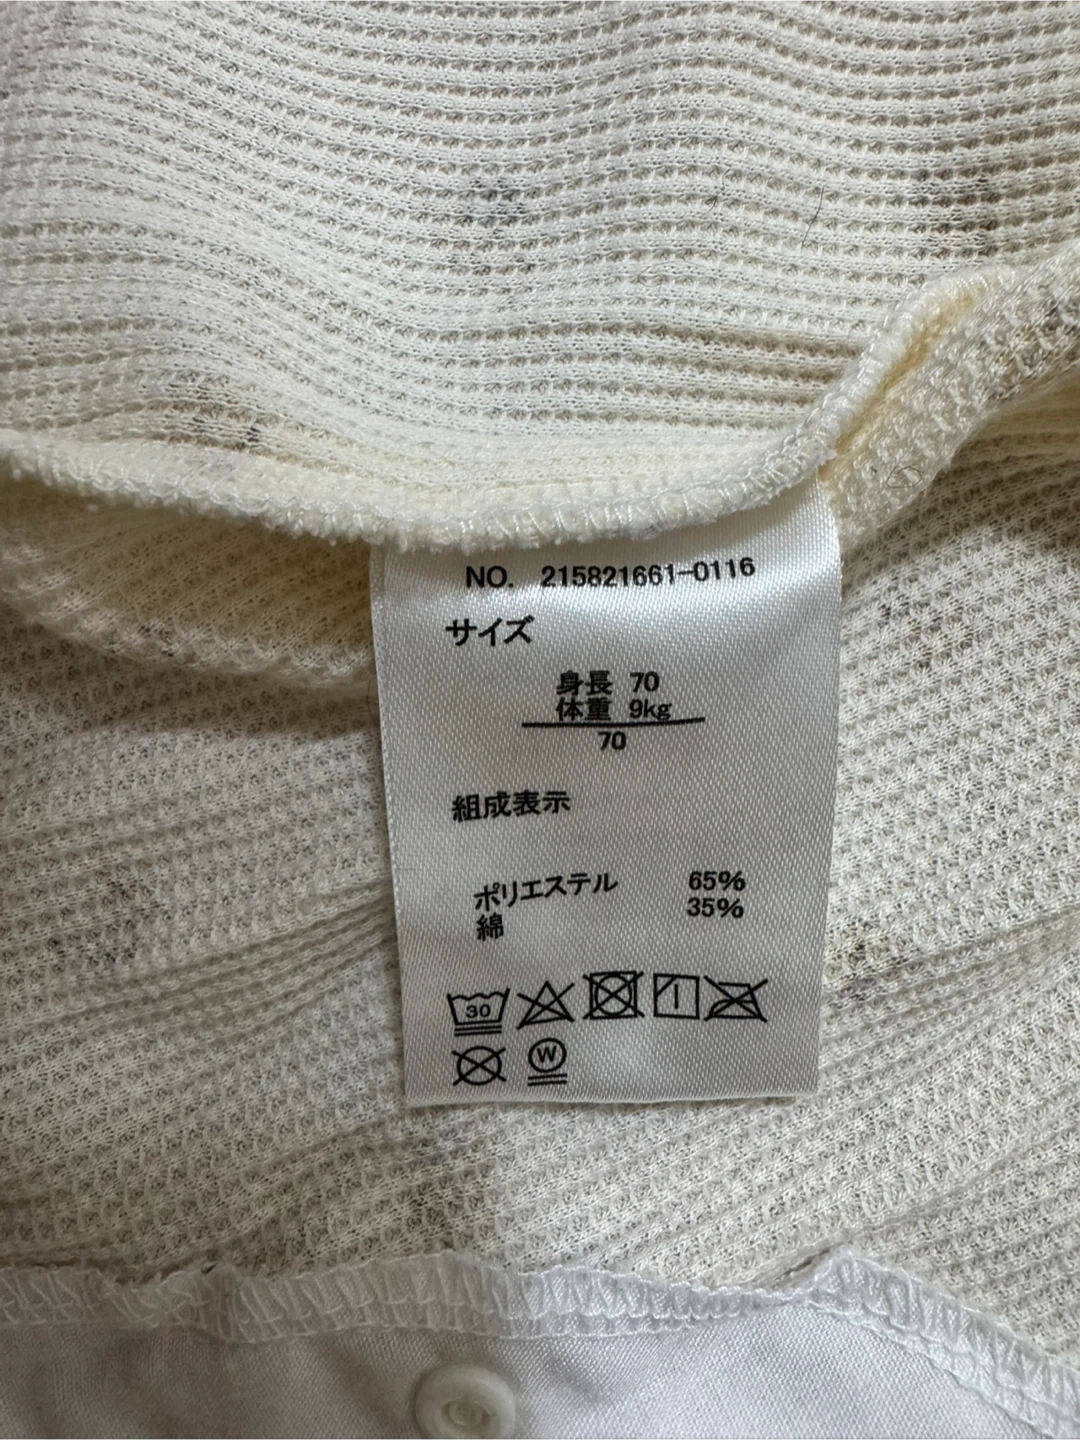 NO. 215821661-0116
サイズ
身長 70
体重 9kg
70
組成表示
ポリエステル 65%
綿 35%
30
W